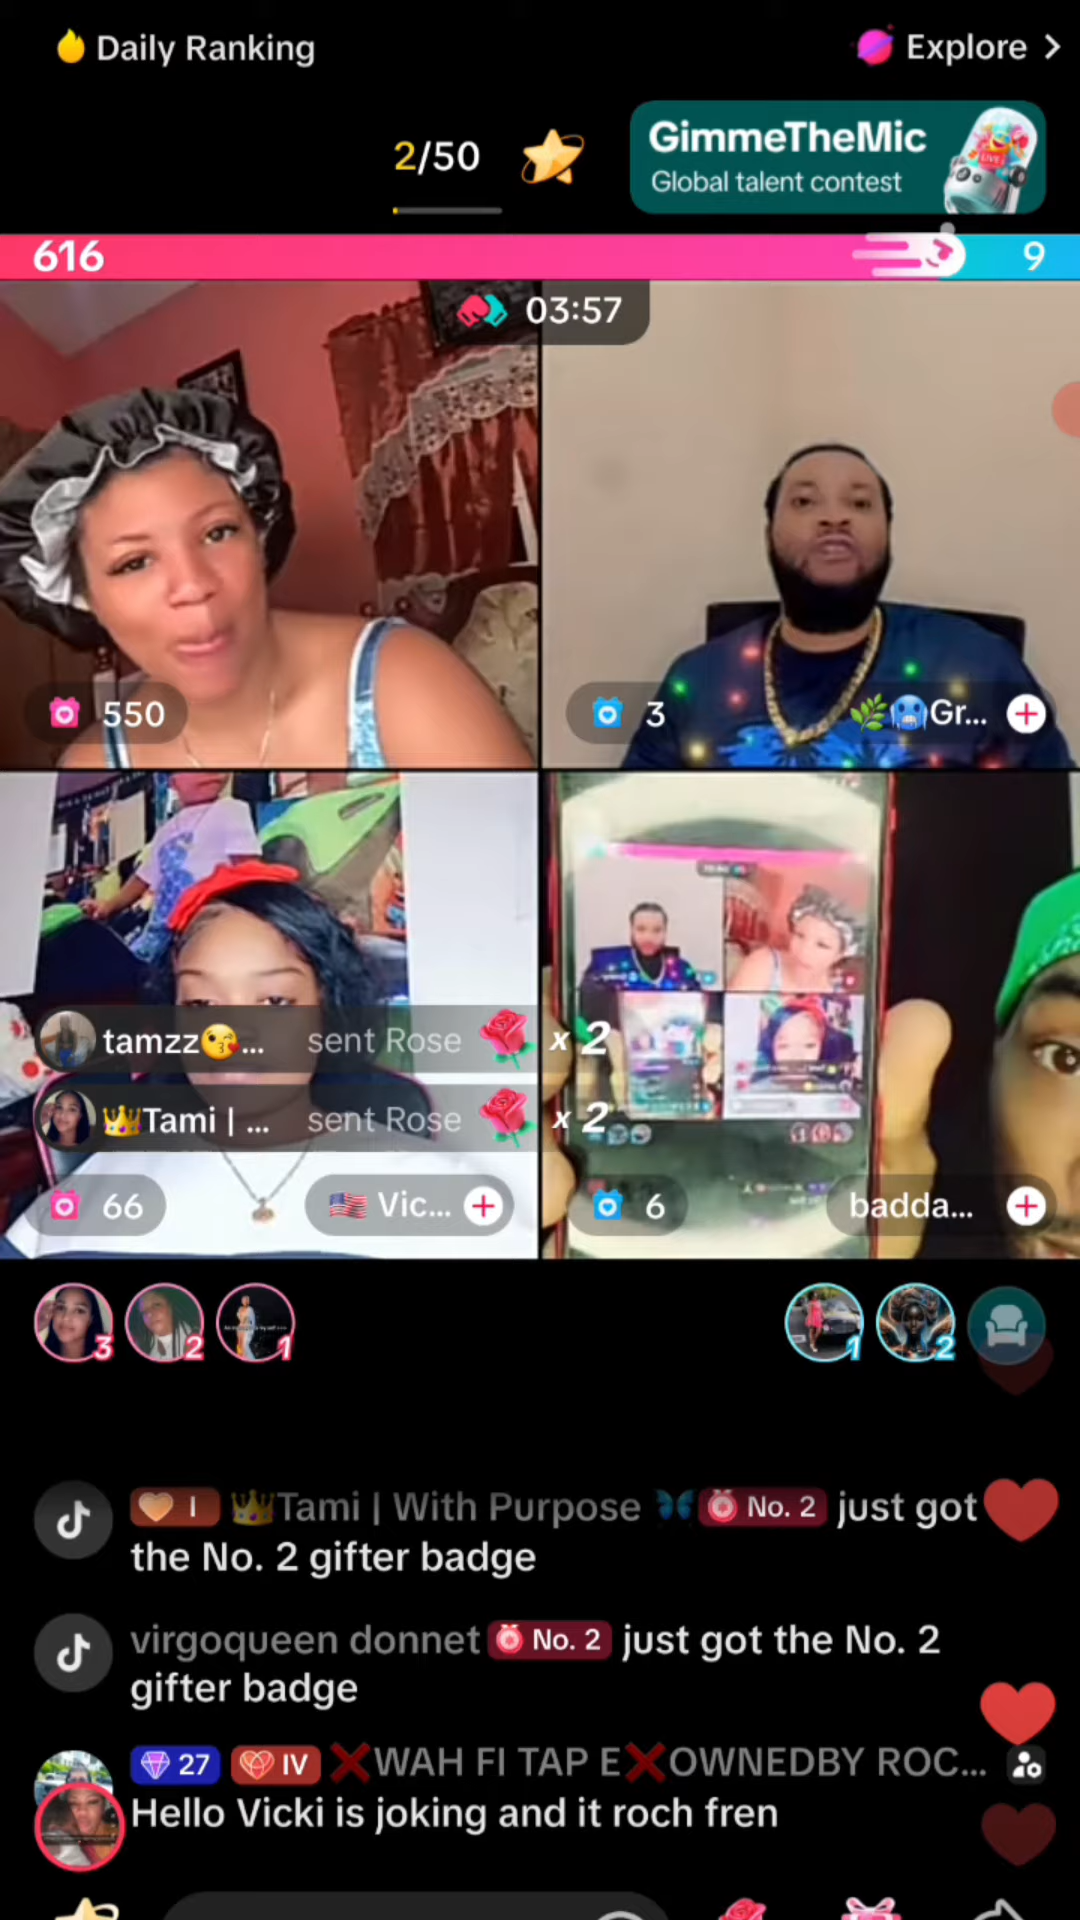 Daily Ranking
Explore
2/50
GimmeTheMic
Global talent contest
LIVE
616
9
03:57
550
3
Gr...
tamzz😘...
sent Rose
x 2
👑Tami | ...
sent Rose
x 2
66
🇺🇸 Vic...
6
badda...
3
2
1
1
2
I 👑Tami | With Purpose 🦋 No. 2 just got
the No. 2 gifter badge
virgoqueen donnet No. 2 just got the No. 2
gifter badge
27 IV ❌WAH FI TAP E❌OWNEDBY ROC...
Hello Vicki is joking and it roch fren